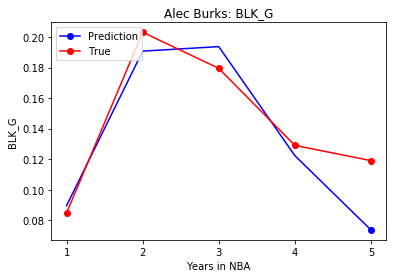 Alec Burks: BLK_G
Prediction
True
BLK_G
0.20
0.18
0.16
0.14
0.12
0.10
0.08
1 2 3 4 5
Years in NBA